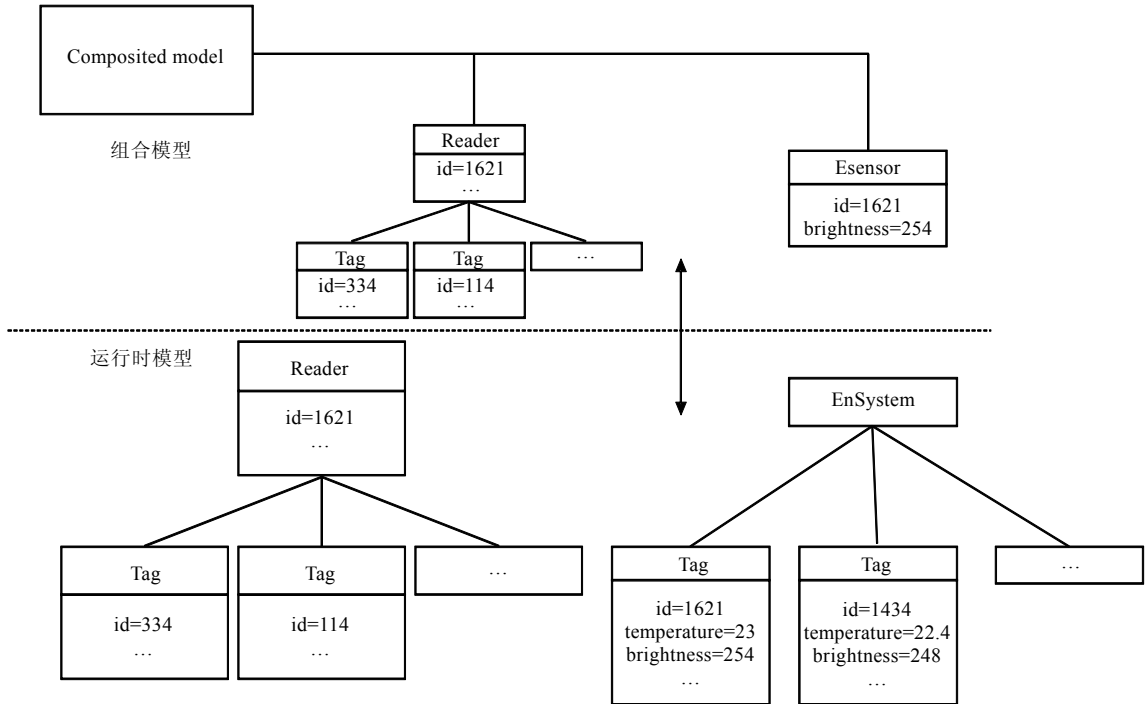 Composited model
组合模型
Reader
id=1621
…
Esensor
id=1621
brightness=254
Tag
id=334
…
Tag
id=114
…
…
运行时模型
Reader
id=1621
…
EnSystem
Tag
id=334
…
Tag
id=114
…
…
Tag
id=1621
temperature=23
brightness=254
…
Tag
id=1434
temperature=22.4
brightness=248
…
…